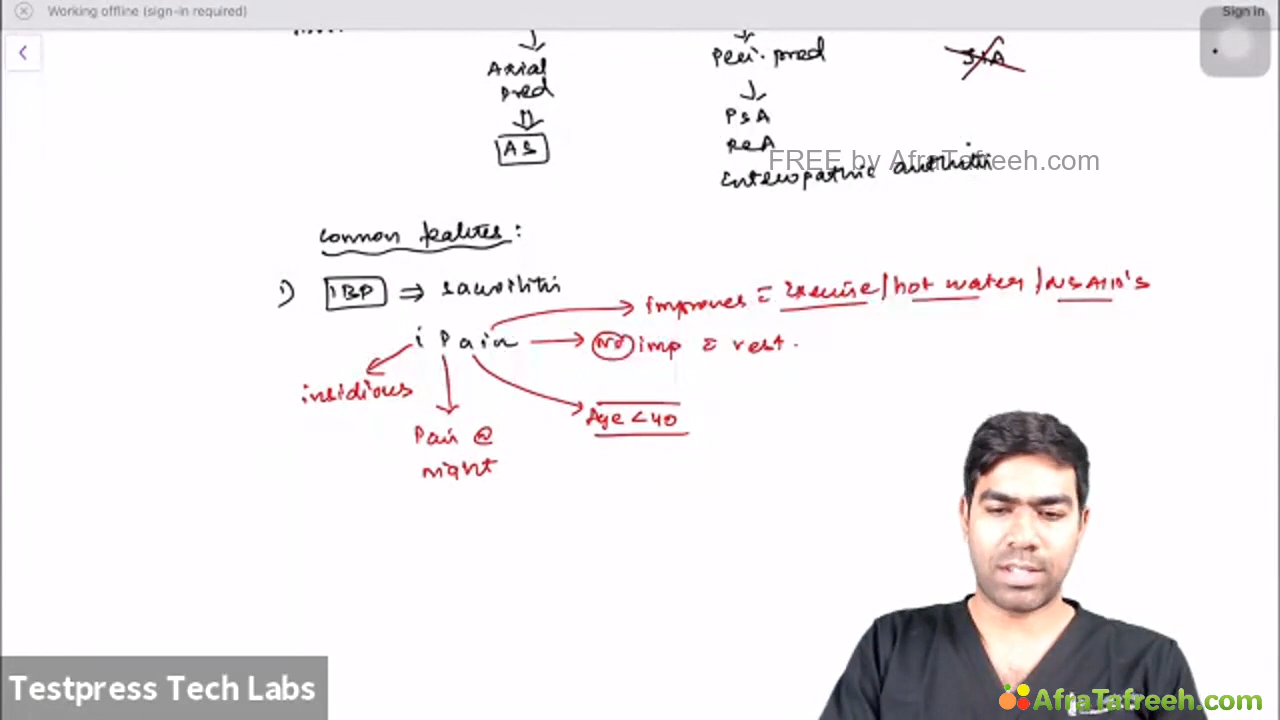 Working offline (sign-in required)
Sign in
Axial
pred
AS
Peri. pred
PsA
ReA
Enteropathic arthritis
FREE by AfraTafreeh.com
Common features:
1) IBP ⇒ sacroiliitis
i Pain
improves = Exercise/hot water/NSAID's
NO imp = rest.
insidious
Age < 40
Pain @
night
Testpress Tech Labs
AfraTafreeh.com